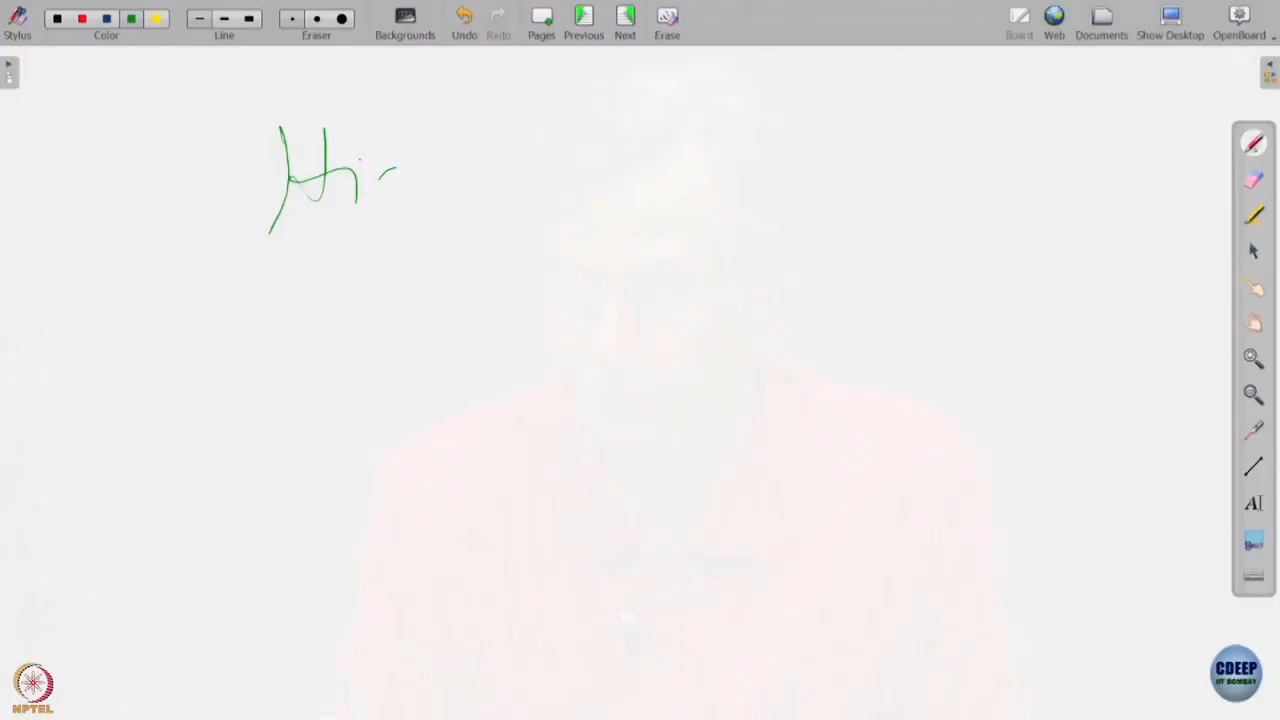 Stylus Color Line Eraser Backgrounds Undo Redo Pages Previous Next Erase Board Web Documents Show Desktop OpenBoard
Hi
NPTEL
CDEEP
IIT BOMBAY